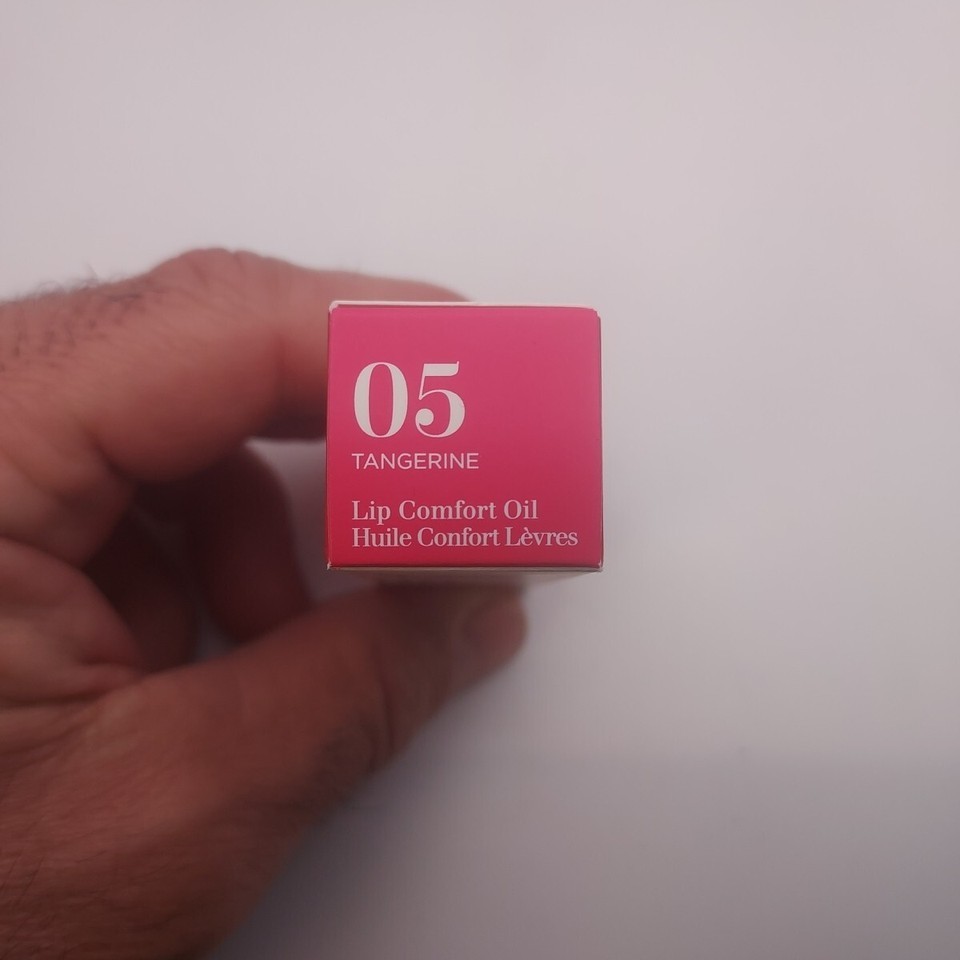 05
TANGERINE
Lip Comfort Oil
Huile Confort Lèvres